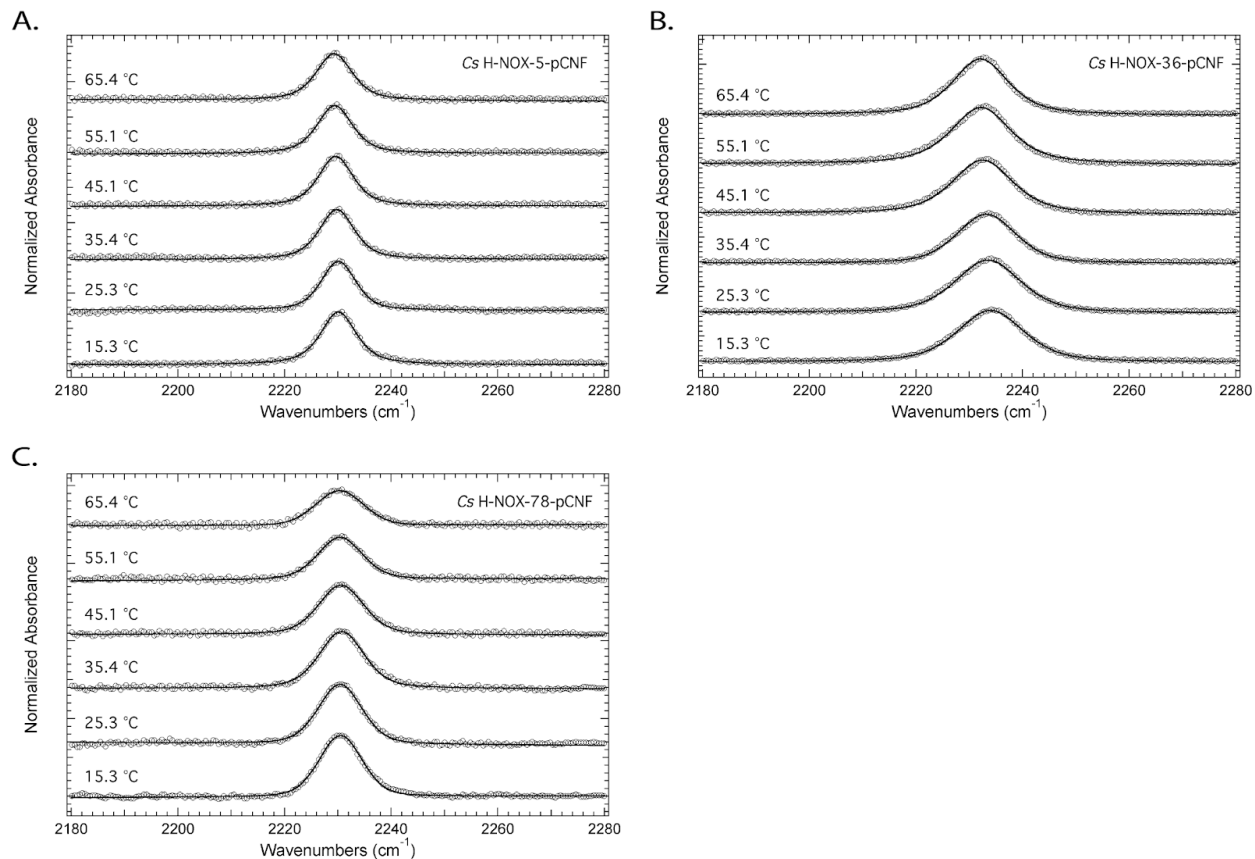 A.
Cs H-NOX-5-pCNF
Normalized Absorbance
65.4 °C
55.1 °C
45.1 °C
35.4 °C
25.3 °C
15.3 °C
2180 2200 2220 2240 2260 2280
Wavenumbers (cm-1)
B.
Cs H-NOX-36-pCNF
Normalized Absorbance
65.4 °C
55.1 °C
45.1 °C
35.4 °C
25.3 °C
15.3 °C
2180 2200 2220 2240 2260 2280
Wavenumbers (cm-1)
C.
Cs H-NOX-78-pCNF
Normalized Absorbance
65.4 °C
55.1 °C
45.1 °C
35.4 °C
25.3 °C
15.3 °C
2180 2200 2220 2240 2260 2280
Wavenumbers (cm-1)